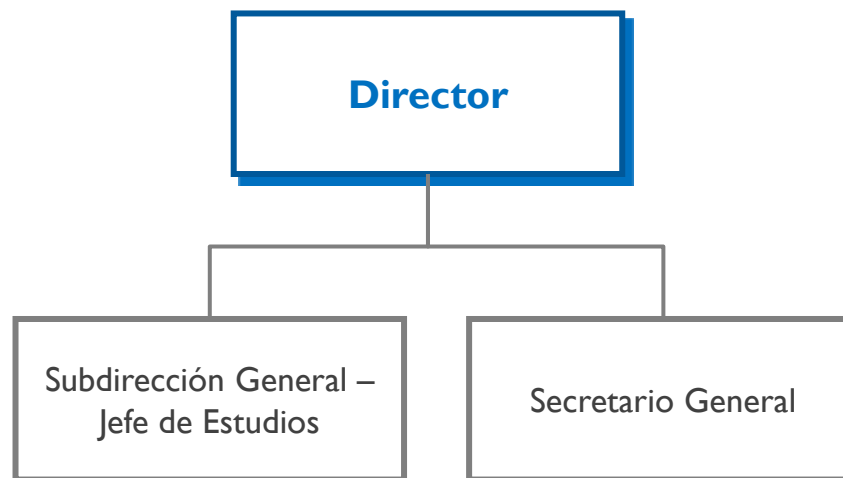 Director
Subdirección General –
Jefe de Estudios
Secretario General